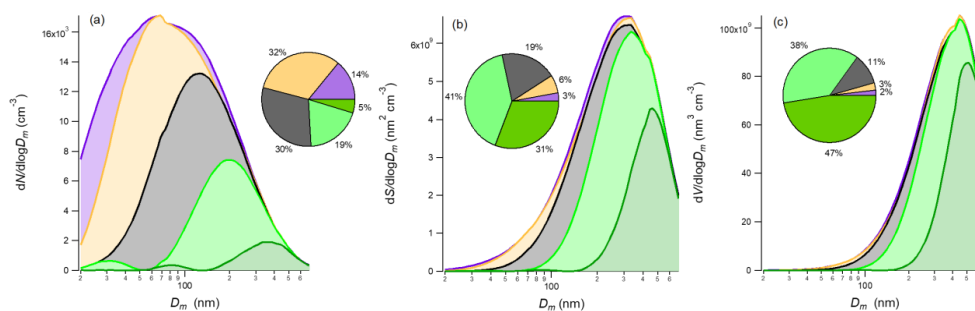 (a)
16x10³
14
12
10
8
6
4
2
0
dN/dlogDm (cm⁻³)
2 3 4 5 6 7 8 9 100 2 3 4 5 6
Dm (nm)
32%
14%
5%
19%
30%
(b)
6x10⁹
5
4
3
2
1
0
dS/dlogDm (nm² cm⁻³)
2 3 4 5 6 7 8 9 100 2 3 4 5 6
Dm (nm)
19%
6%
3%
31%
41%
(c)
100x10⁹
80
60
40
20
0
dV/dlogDm (nm³ cm⁻³)
2 3 4 5 6 7 8 9 100 2 3 4 5
Dm (nm)
38%
11%
3%
2%
47%